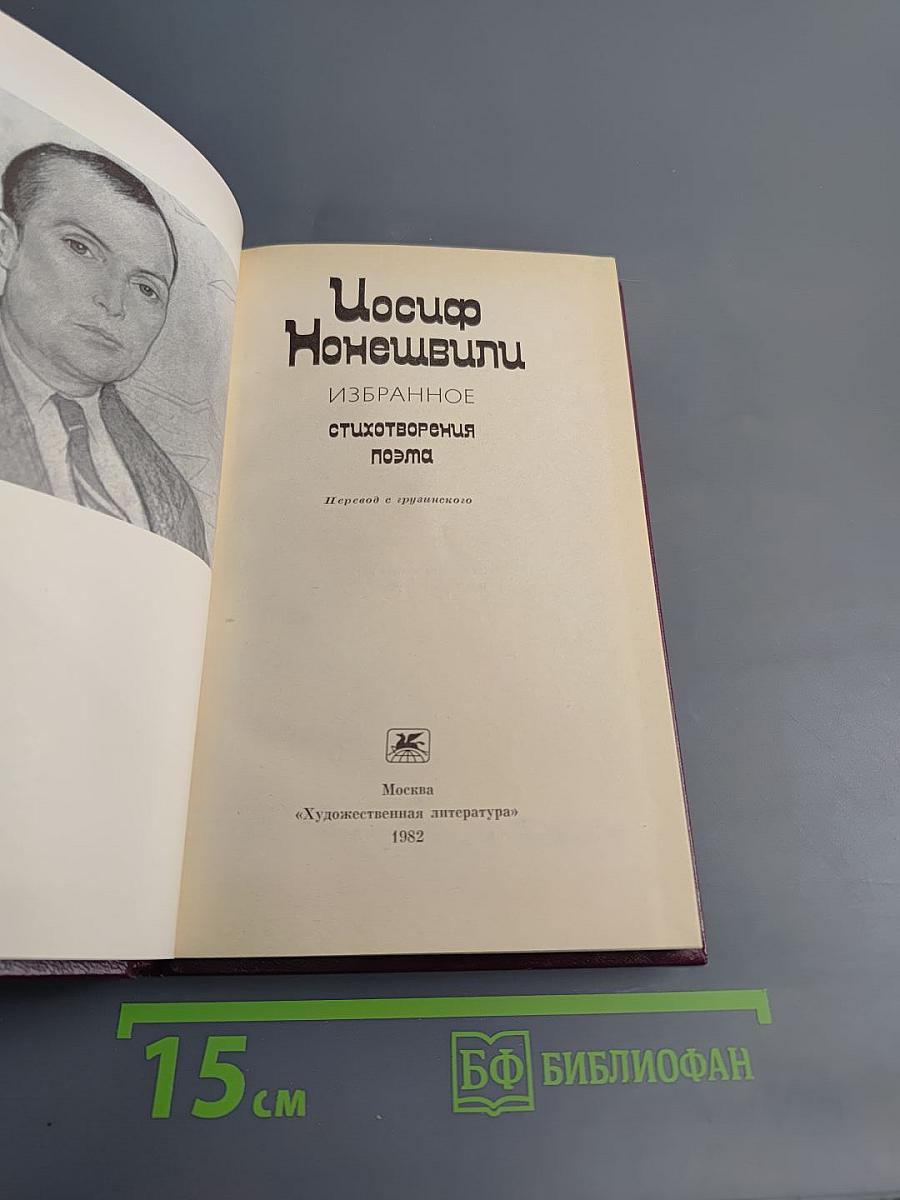 Иосиф
Нонешвили
ИЗБРАННОЕ
стихотворения
поэма
Перевод с грузинского
Москва
«Художественная литература»
1982
15 см
БФ БИБЛИОФАН